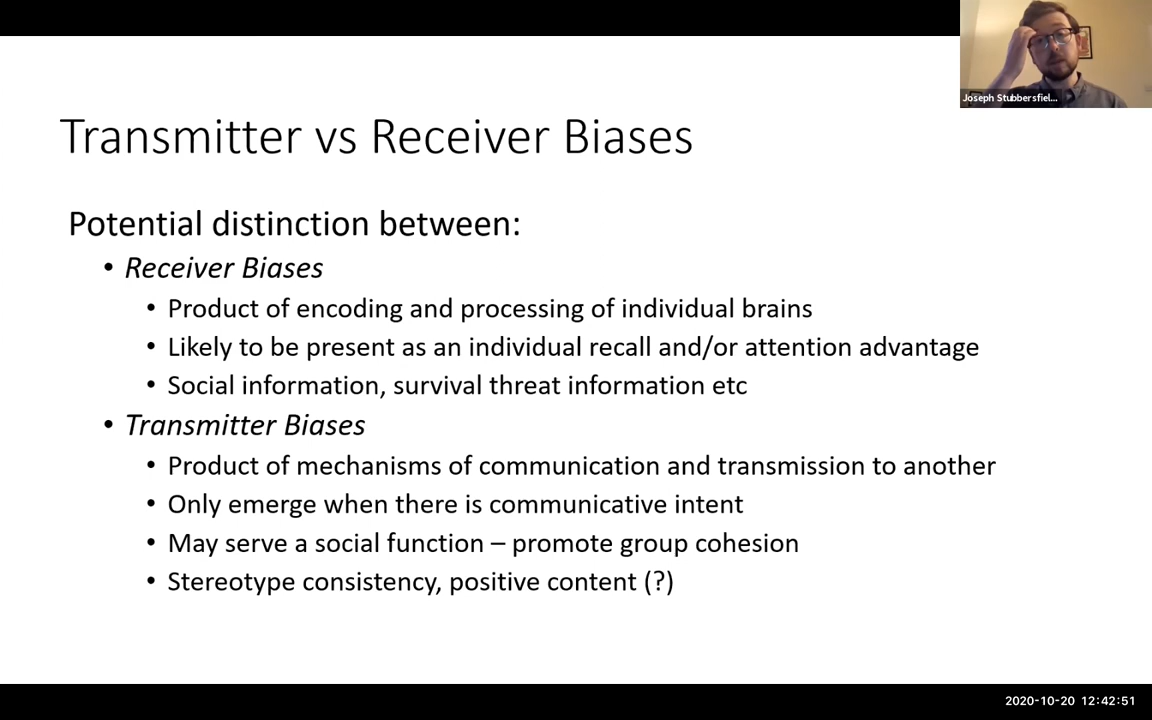 Joseph Stubbersfiel...
Transmitter vs Receiver Biases
Potential distinction between:
• Receiver Biases
• Product of encoding and processing of individual brains
• Likely to be present as an individual recall and/or attention advantage
• Social information, survival threat information etc
• Transmitter Biases
• Product of mechanisms of communication and transmission to another
• Only emerge when there is communicative intent
• May serve a social function – promote group cohesion
• Stereotype consistency, positive content (?)
2020-10-20 12:42:51